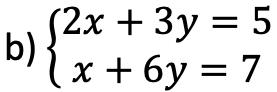 b) {2x + 3y = 5
x + 6y = 7